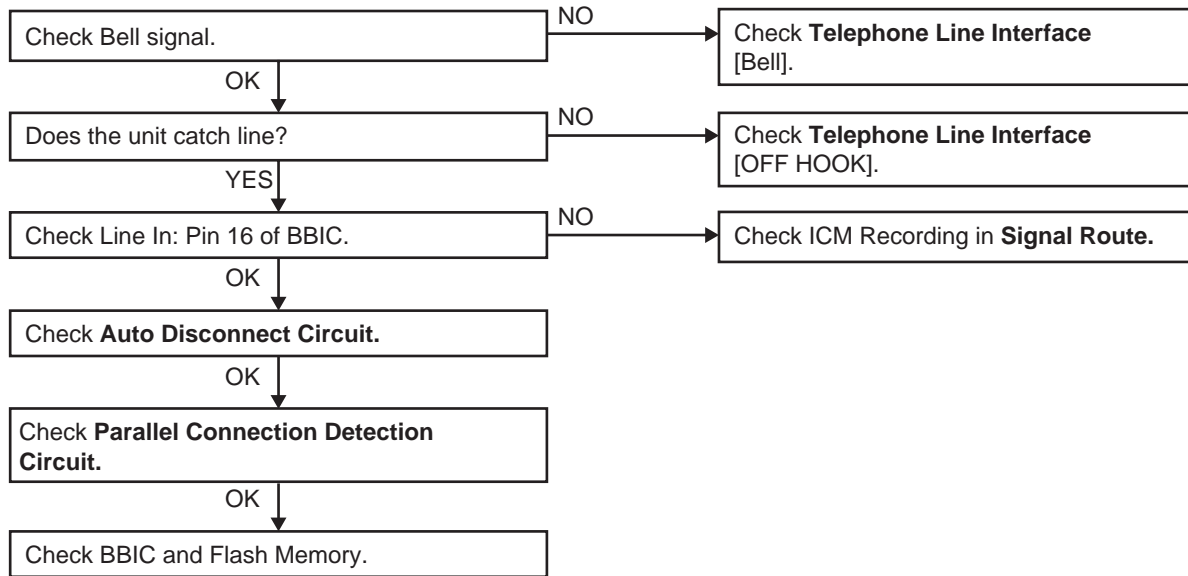 Check Bell signal.
NO
Check Telephone Line Interface
[Bell].
OK
Does the unit catch line?
NO
Check Telephone Line Interface
[OFF HOOK].
YES
Check Line In: Pin 16 of BBIC.
NO
Check ICM Recording in Signal Route.
OK
Check Auto Disconnect Circuit.
OK
Check Parallel Connection Detection
Circuit.
OK
Check BBIC and Flash Memory.